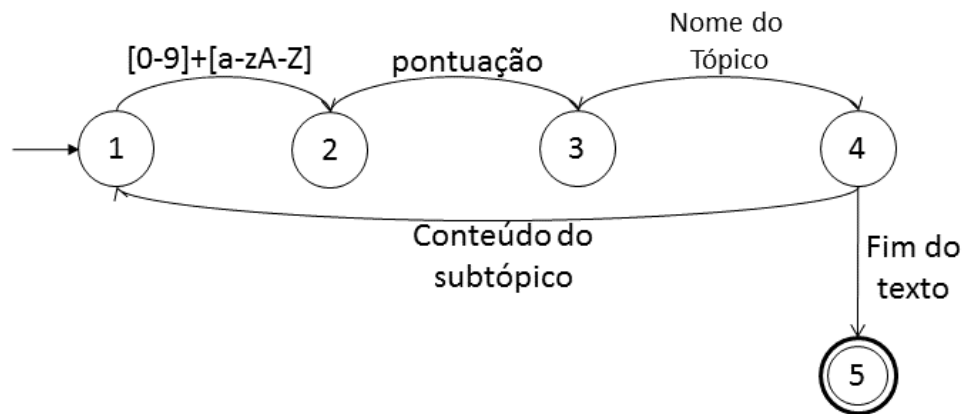 [0-9]+[a-zA-Z]
pontuação
Nome do
Tópico
1
2
3
4
Conteúdo do
subtópico
Fim do
texto
5